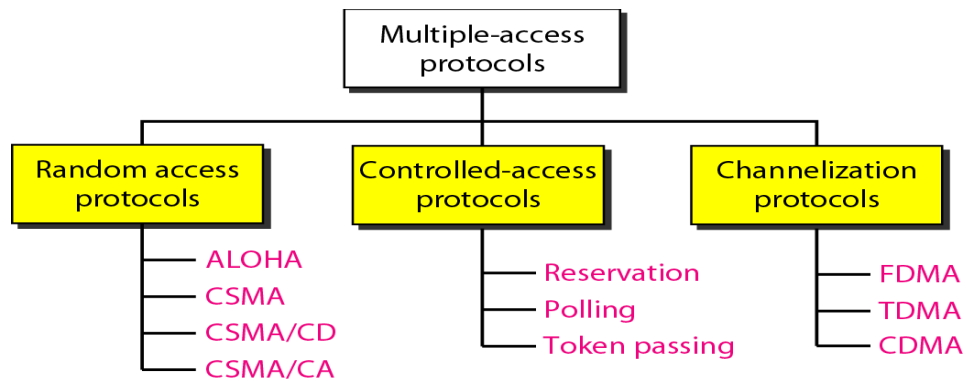 Multiple-access
protocols
Random access
protocols
ALOHA
CSMA
CSMA/CD
CSMA/CA
Controlled-access
protocols
Reservation
Polling
Token passing
Channelization
protocols
FDMA
TDMA
CDMA